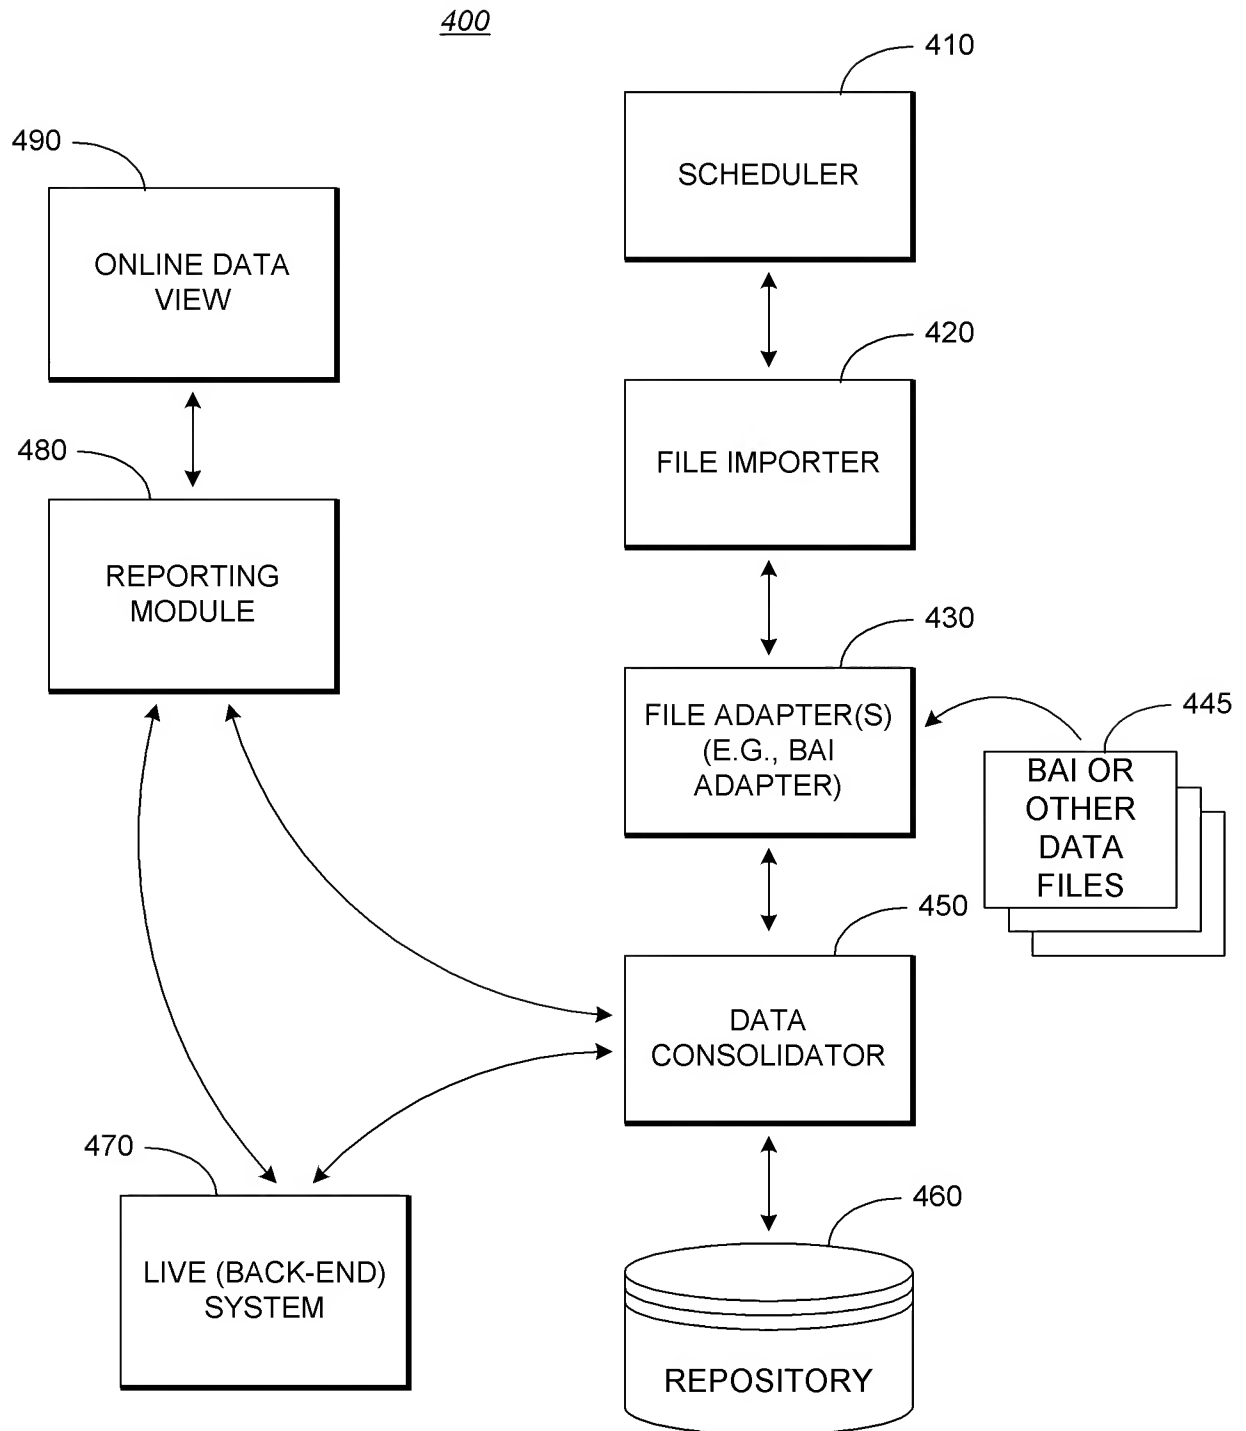 400
410
SCHEDULER
490
ONLINE DATA
VIEW
420
FILE IMPORTER
480
REPORTING
MODULE
430
FILE ADAPTER(S)
(E.G., BAI
ADAPTER)
445
BAI OR
OTHER
DATA
FILES
450
DATA
CONSOLIDATOR
470
LIVE (BACK-END)
SYSTEM
460
REPOSITORY